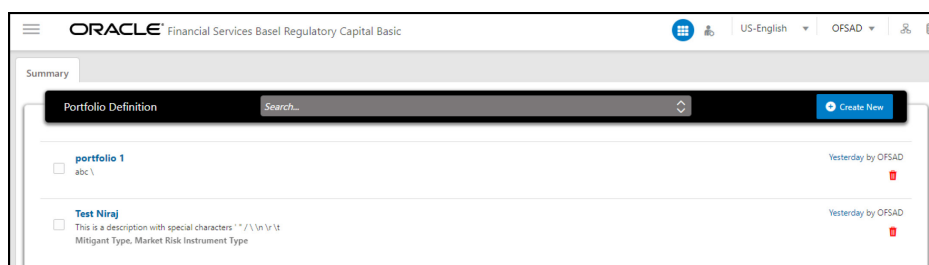 ORACLE® Financial Services Basel Regulatory Capital Basic
US-English
OFSAD
Summary
Portfolio Definition
Search...
Create New
portfolio 1
Yesterday by OFSAD
abc \
Test Niraj
Yesterday by OFSAD
This is a description with special characters ' " / \ \n \r \t
Mitigant Type, Market Risk Instrument Type